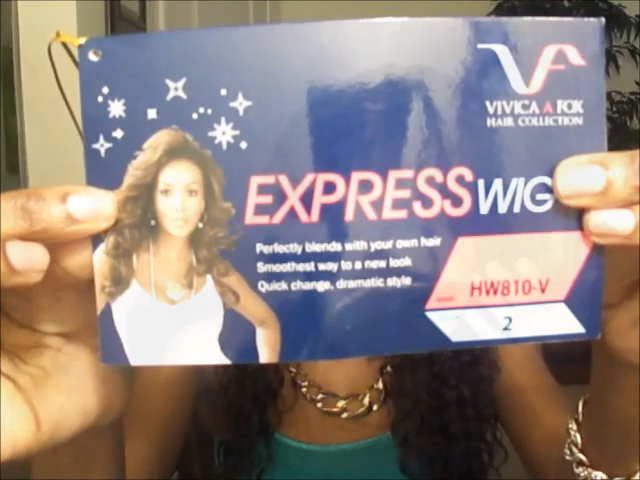 VF
VIVICA A FOX
HAIR COLLECTION
EXPRESS WIG
Perfectly blends with your own hair
Smoothest way to a new look
Quick change, dramatic style
HW810-V
2